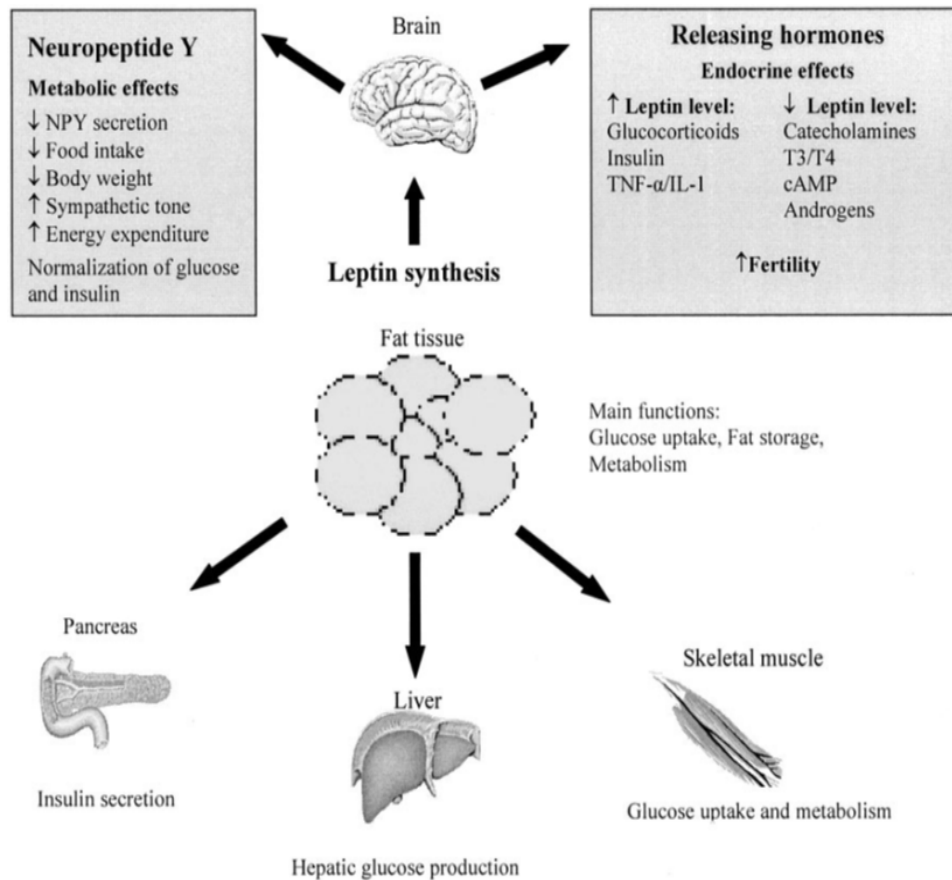 Brain
Neuropeptide Y
Metabolic effects
↓ NPY secretion
↓ Food intake
↓ Body weight
↑ Sympathetic tone
↑ Energy expenditure
Normalization of glucose
and insulin
Releasing hormones
Endocrine effects
↑ Leptin level:
Glucocorticoids
Insulin
TNF-α/IL-1
↓ Leptin level:
Catecholamines
T3/T4
cAMP
Androgens
↑Fertility
Leptin synthesis
Fat tissue
Main functions:
Glucose uptake, Fat storage,
Metabolism
Pancreas
Insulin secretion
Liver
Hepatic glucose production
Skeletal muscle
Glucose uptake and metabolism